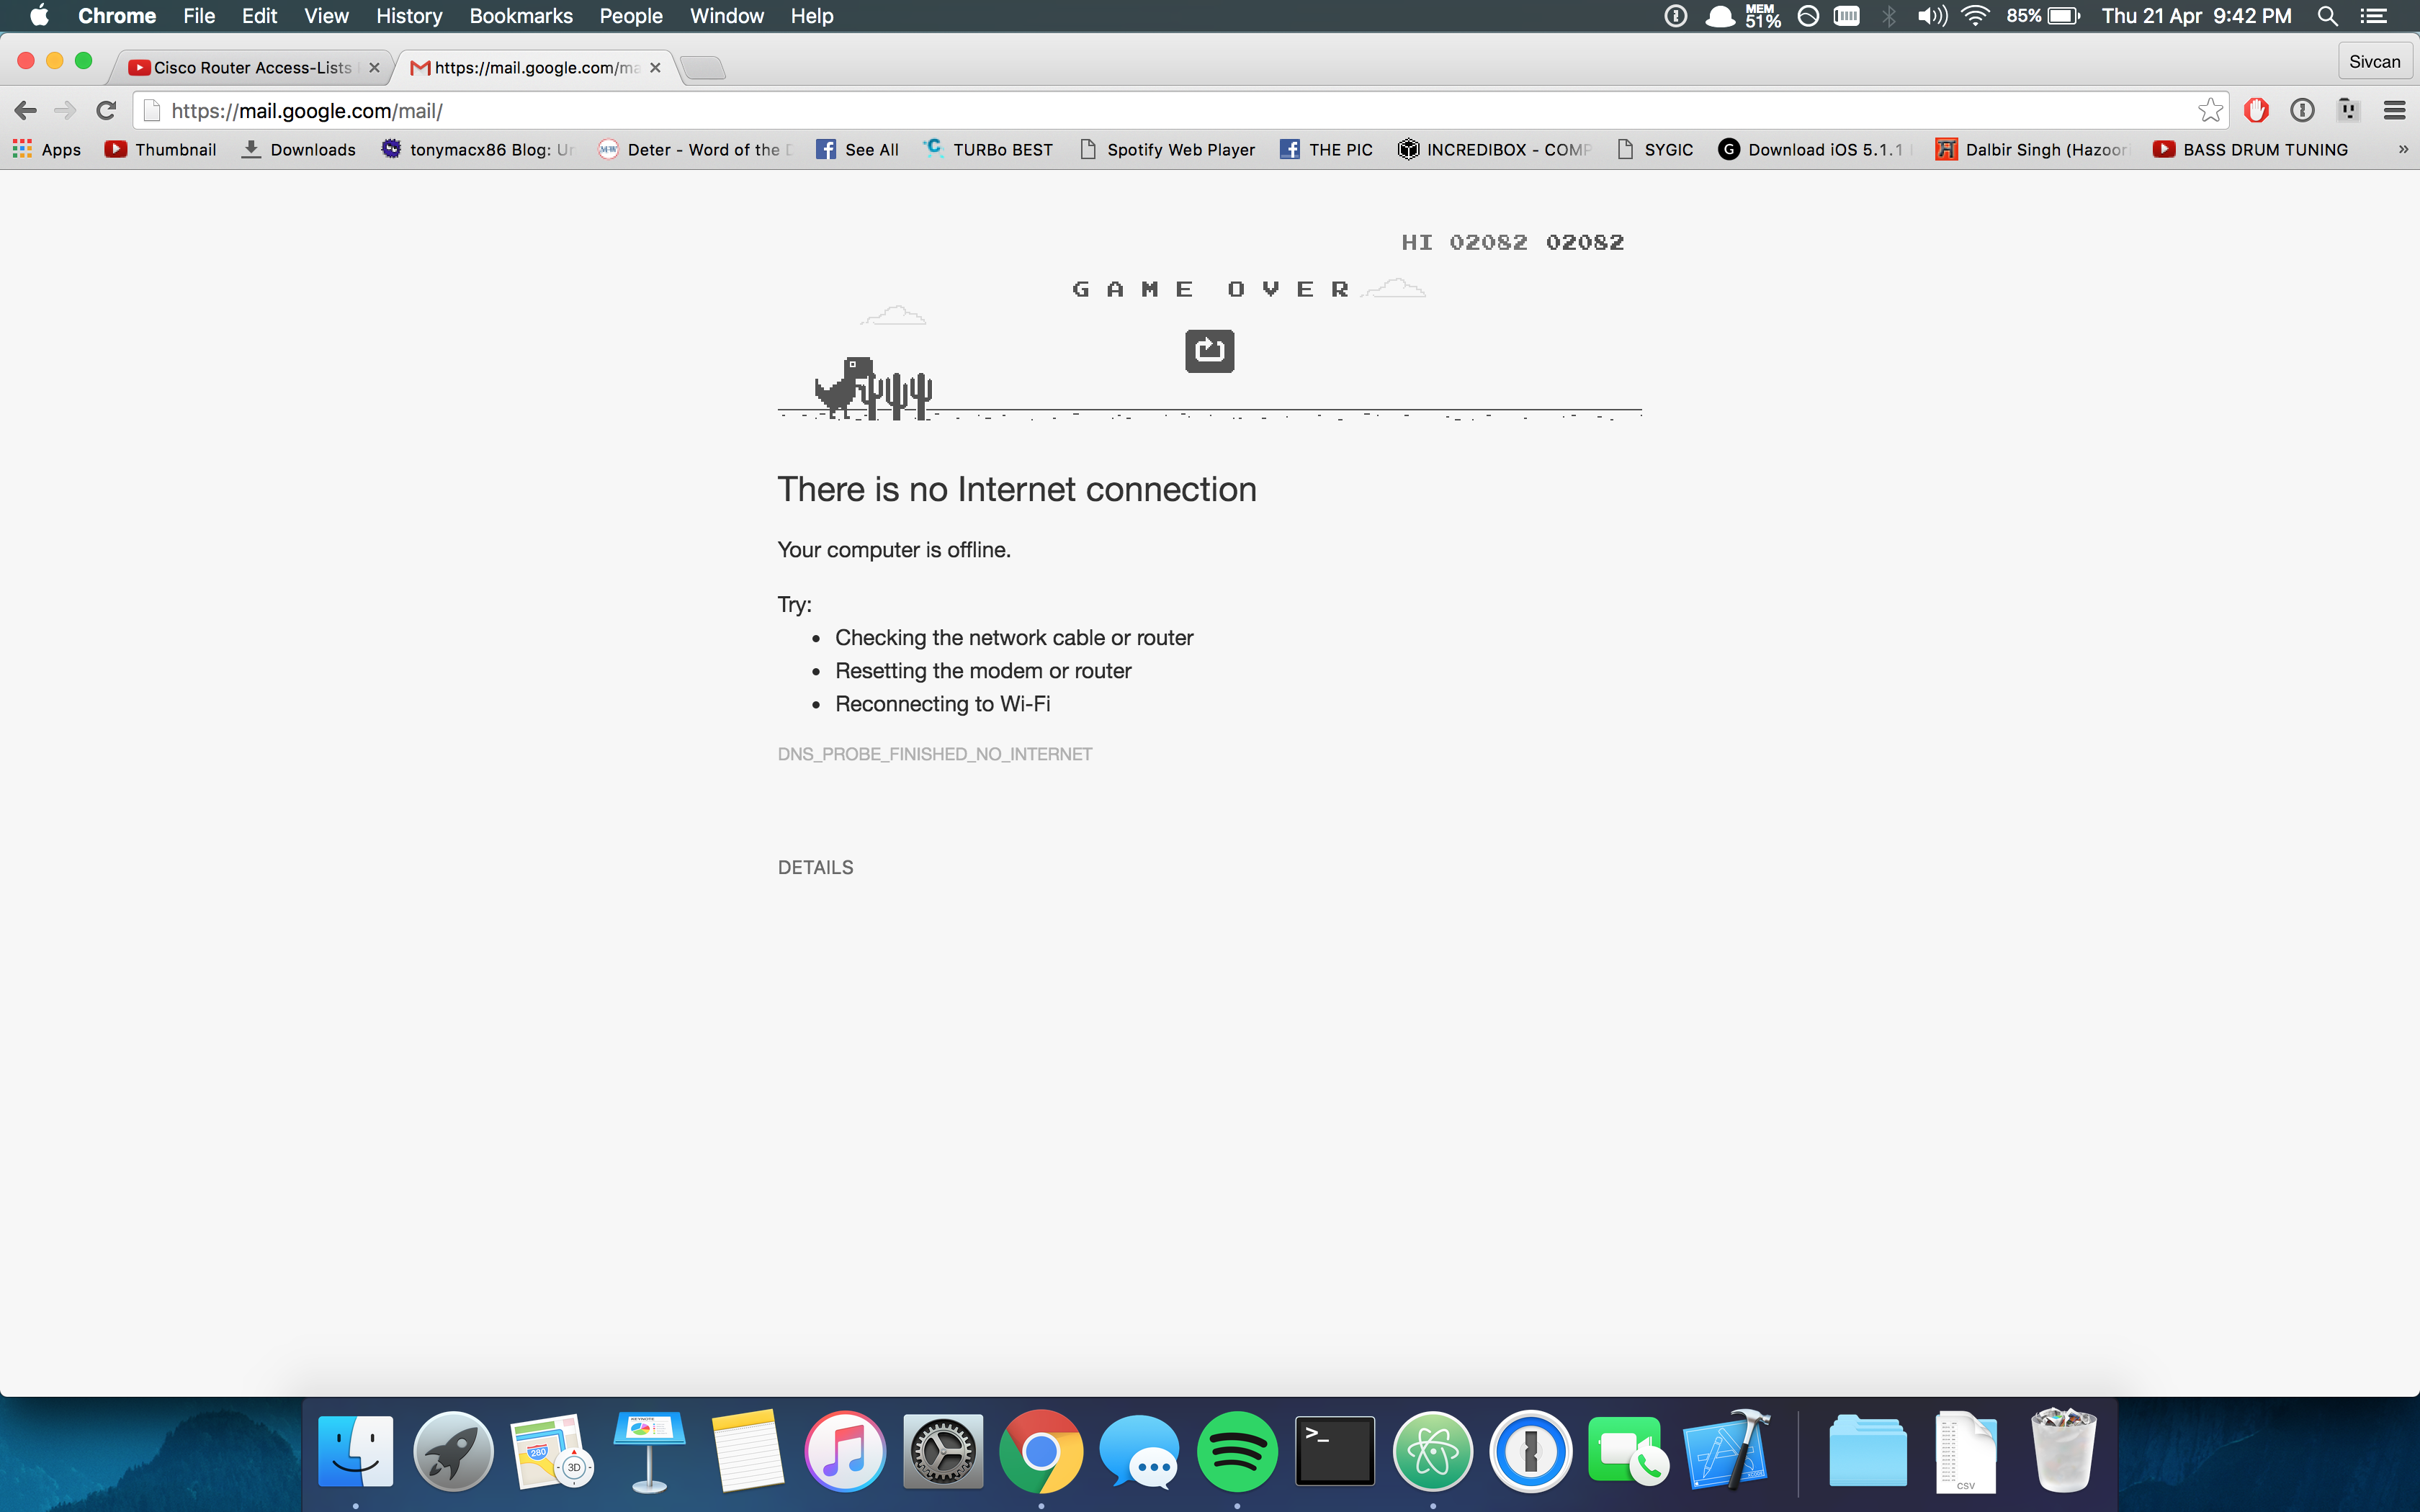 Chrome File Edit View History Bookmarks People Window Help MEM 51% 85% Thu 21 Apr 9:42 PM
Cisco Router Access-Lists https://mail.google.com/ma Sivcan
https://mail.google.com/mail/
Apps Thumbnail Downloads tonymacx86 Blog: Un M-W Deter - Word of the D See All TURBo BEST Spotify Web Player THE PIC INCREDIBOX - COMP SYGIC Download iOS 5.1.1 Dalbir Singh (Hazoor BASS DRUM TUNING »
HI 02082 02082
GAME OVER
There is no Internet connection
Your computer is offline.
Try:
• Checking the network cable or router
• Resetting the modem or router
• Reconnecting to Wi-Fi
DNS_PROBE_FINISHED_NO_INTERNET
DETAILS
KEYNOTE
280
3D
>_
CSV